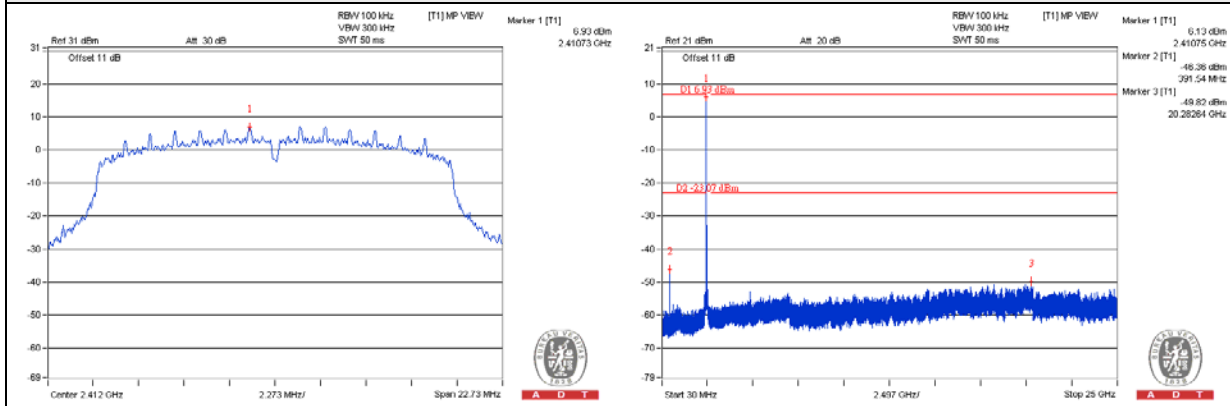 RBW 100 kHz [T1] MP VIEW
VBW 300 kHz
Ref 31 dBm Att 30 dB SWT 50 ms
Marker 1 [T1]
6.93 dBm
2.41073 GHz
Offset 11 dB
31
20
10
0
-10
-20
-30
-40
-50
-60
-69
1
Center 2.412 GHz 2.273 MHz/ Span 22.73 MHz
BUREAU VERITAS
1828
A D T
RBW 100 kHz [T1] MP VIEW
VBW 300 kHz
Ref 21 dBm Att 20 dB SWT 50 ms
Marker 1 [T1]
6.13 dBm
2.41075 GHz
Marker 2 [T1]
-46.36 dBm
391.54 MHz
Marker 3 [T1]
-49.82 dBm
20.28264 GHz
Offset 11 dB
21
10
0
-10
-20
-30
-40
-50
-60
-70
-79
1
D1 6.93 dBm
D2 -23.07 dBm
2
3
Start 30 MHz 2.497 GHz/ Stop 25 GHz
BUREAU VERITAS
1828
A D T